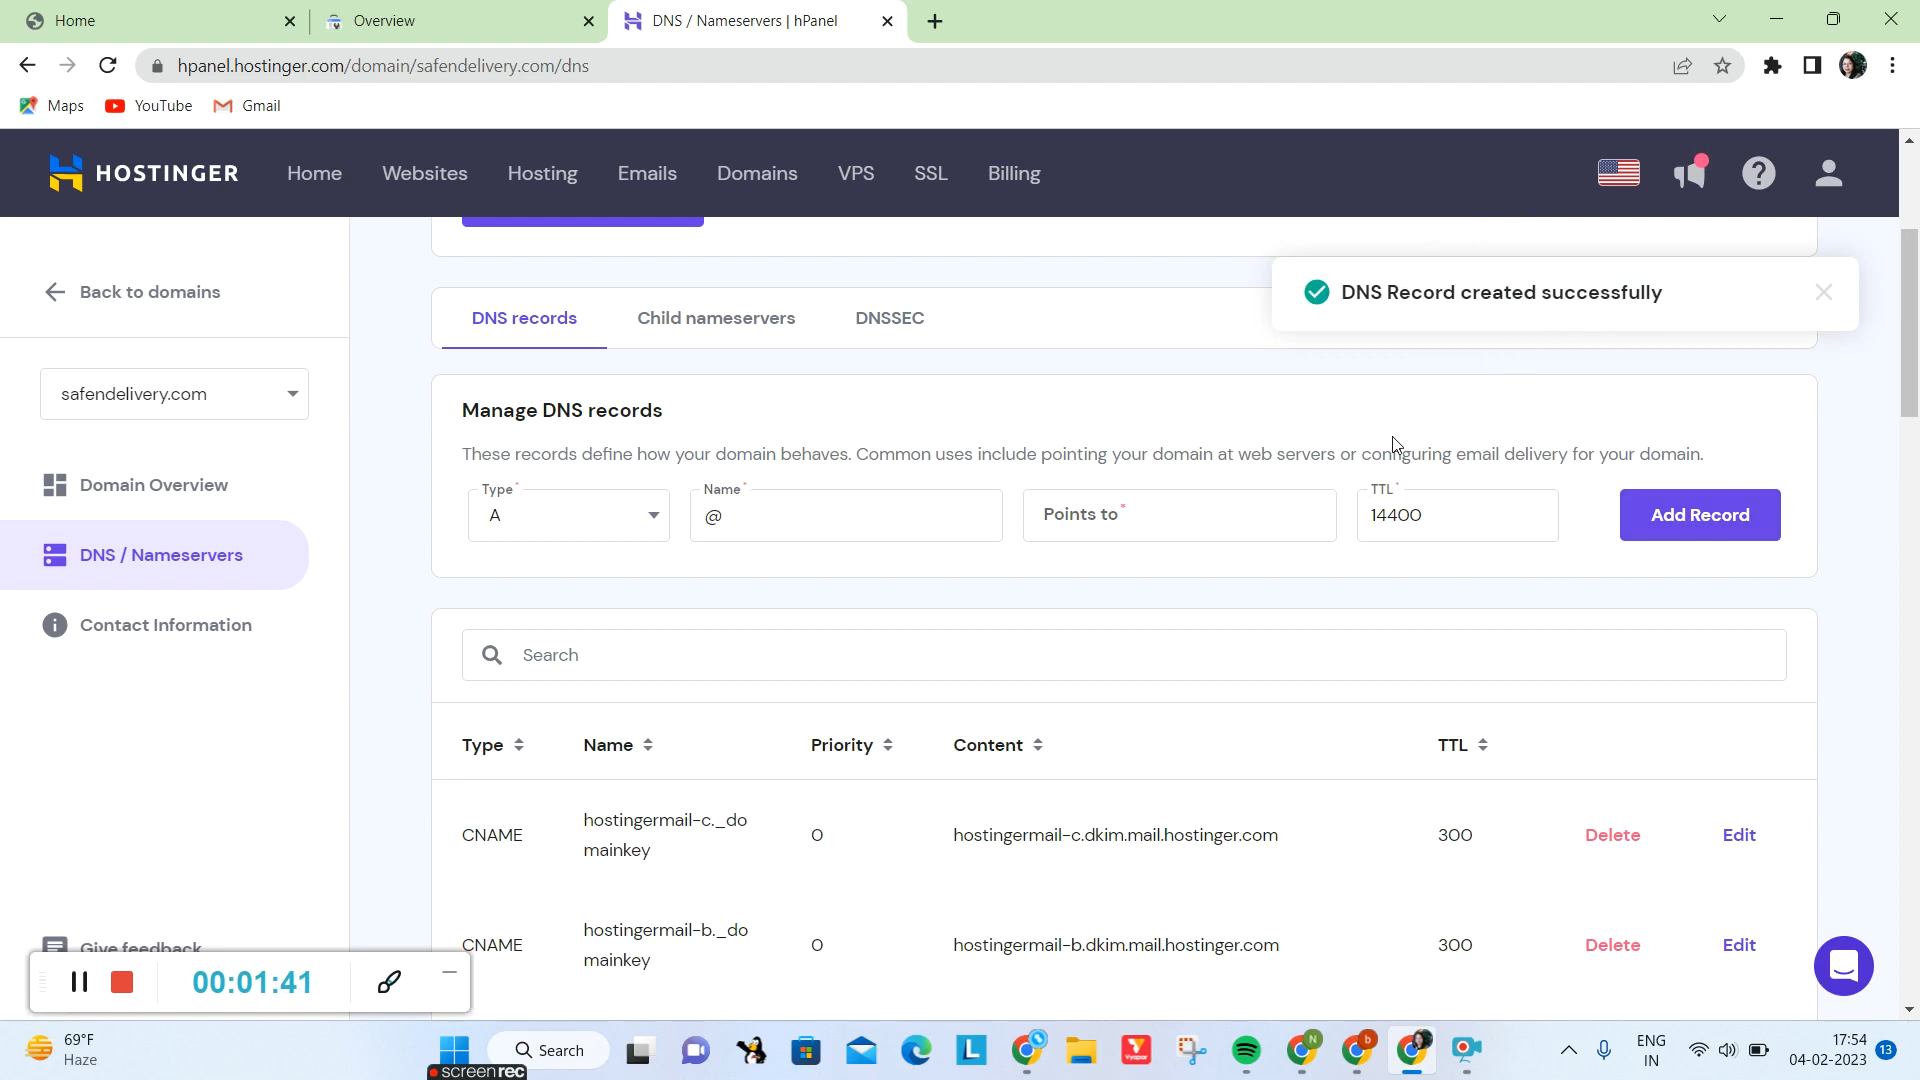 Home
Overview
DNS / Nameservers | hPanel
hpanel.hostinger.com/domain/safendelivery.com/dns
Maps
YouTube
Gmail
HOSTINGER
Home
Websites
Hosting
Emails
Domains
VPS
SSL
Billing
Back to domains
DNS records
Child nameservers
DNSSEC
DNS Record created successfully
safendelivery.com
Domain Overview
DNS / Nameservers
Contact Information
Give feedback
Manage DNS records
These records define how your domain behaves. Common uses include pointing your domain at web servers or configuring email delivery for your domain.
Type*
A
Name*
@
Points to*
TTL*
14400
Add Record
Search
Type
Name
Priority
Content
TTL
CNAME
hostingermail-c._do
mainkey
0
hostingermail-c.dkim.mail.hostinger.com
300
Delete
Edit
CNAME
hostingermail-b._do
mainkey
0
hostingermail-b.dkim.mail.hostinger.com
300
Delete
Edit
00:01:41
69°F
Haze
Search
screenrec
L
Vyapar
N
b
ENG
IN
17:54
04-02-2023
13